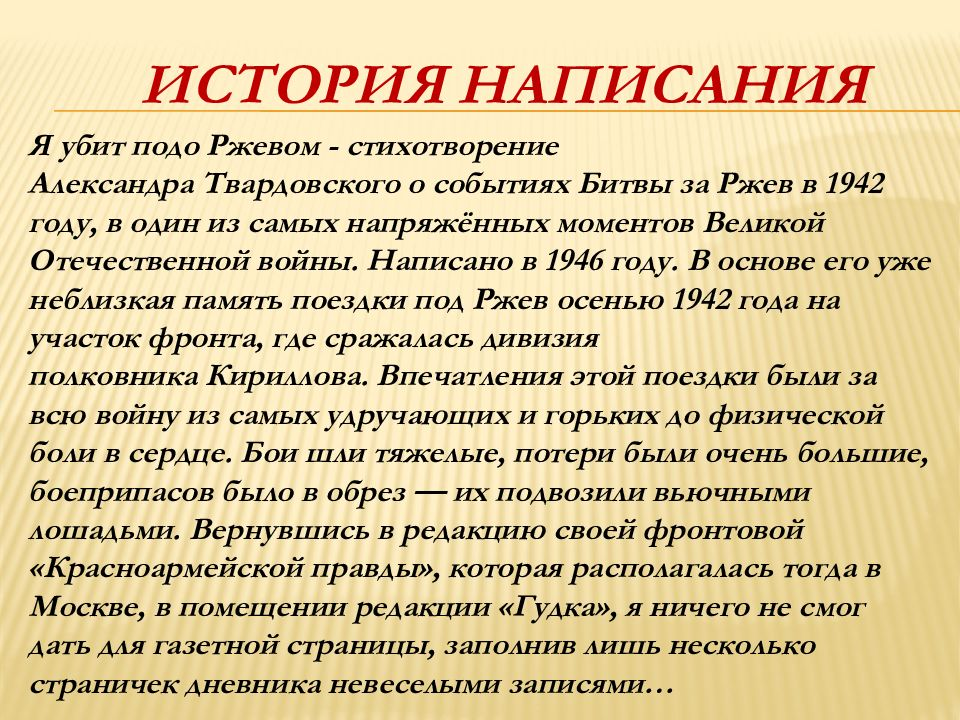 ИСТОРИЯ НАПИСАНИЯ
Я убит подо Ржевом - стихотворение
Александра Твардовского о событиях Битвы за Ржев в 1942
году, в один из самых напряжённых моментов Великой
Отечественной войны. Написано в 1946 году. В основе его уже
неблизкая память поездки под Ржев осенью 1942 года на
участок фронта, где сражалась дивизия
полковника Кириллова. Впечатления этой поездки были за
всю войну из самых удручающих и горьких до физической
боли в сердце. Бои шли тяжелые, потери были очень большие,
боеприпасов было в обрез — их подвозили вьючными
лошадьми. Вернувшись в редакцию своей фронтовой
«Красноармейской правды», которая располагалась тогда в
Москве, в помещении редакции «Гудка», я ничего не смог
дать для газетной страницы, заполнив лишь несколько
страничек дневника невеселыми записями…